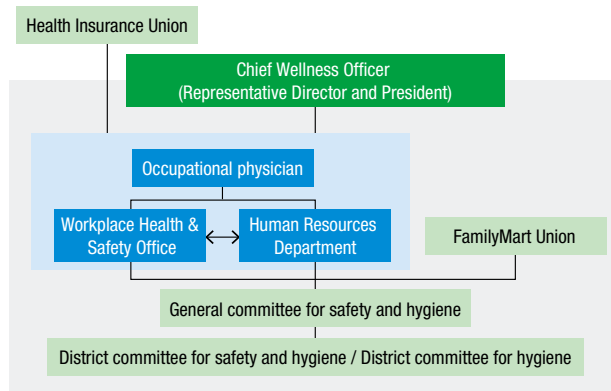 Health Insurance Union
Chief Wellness Officer
(Representative Director and President)
Occupational physician
Workplace Health &
Safety Office
Human Resources
Department
FamilyMart Union
General committee for safety and hygiene
District committee for safety and hygiene / District committee for hygiene